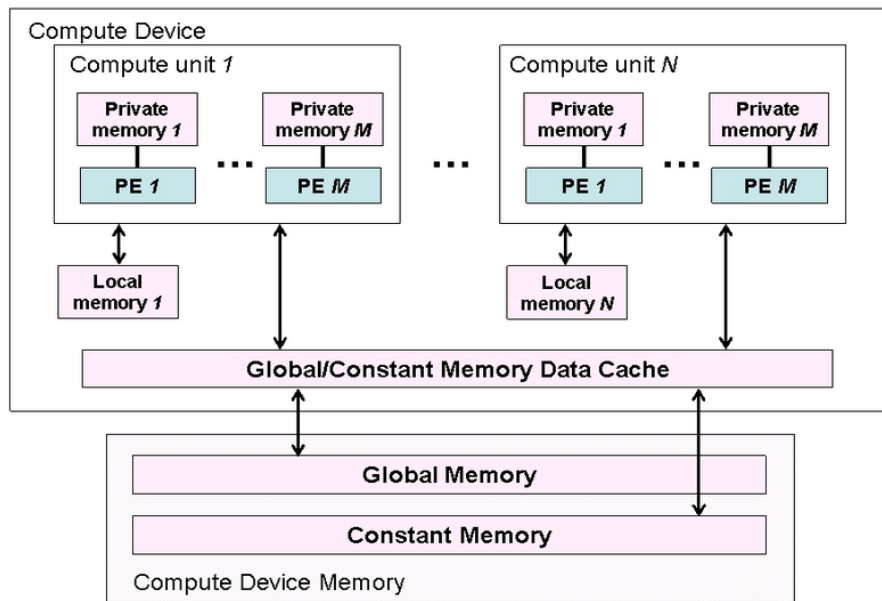 Compute Device
Compute unit 1
Compute unit N
Private
memory 1
Private
memory M
Private
memory 1
Private
memory M
...
...
...
PE 1
PE M
PE 1
PE M
Local
memory 1
Local
memory N
Global/Constant Memory Data Cache
Global Memory
Constant Memory
Compute Device Memory